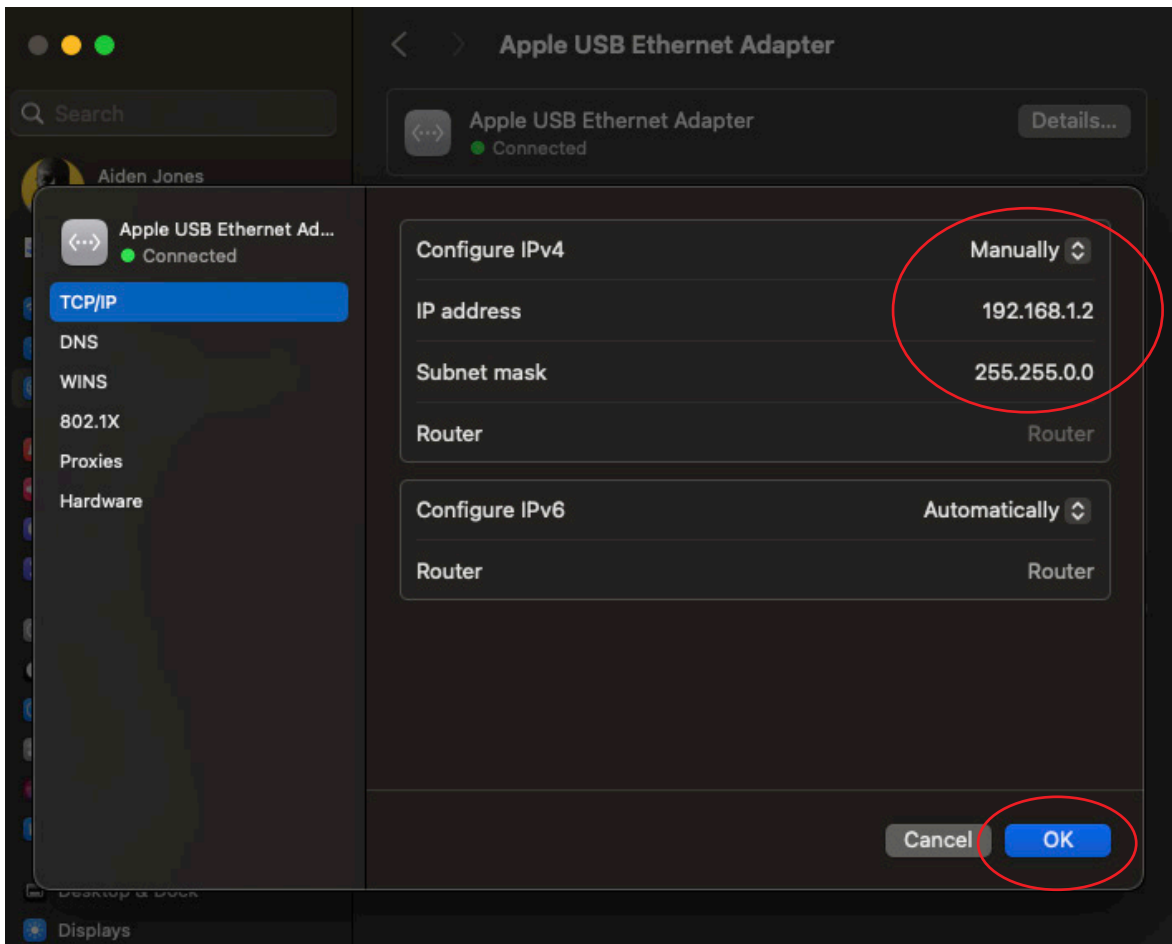 Apple USB Ethernet Adapter
Search
Apple USB Ethernet Adapter
Details...
Connected
Aiden Jones
Apple USB Ethernet Ad...
Connected
TCP/IP
DNS
WINS
802.1X
Proxies
Hardware
Configure IPv4
Manually
IP address
192.168.1.2
Subnet mask
255.255.0.0
Router
Router
Configure IPv6
Automatically
Router
Router
Cancel
OK
Desktop & Dock
Displays